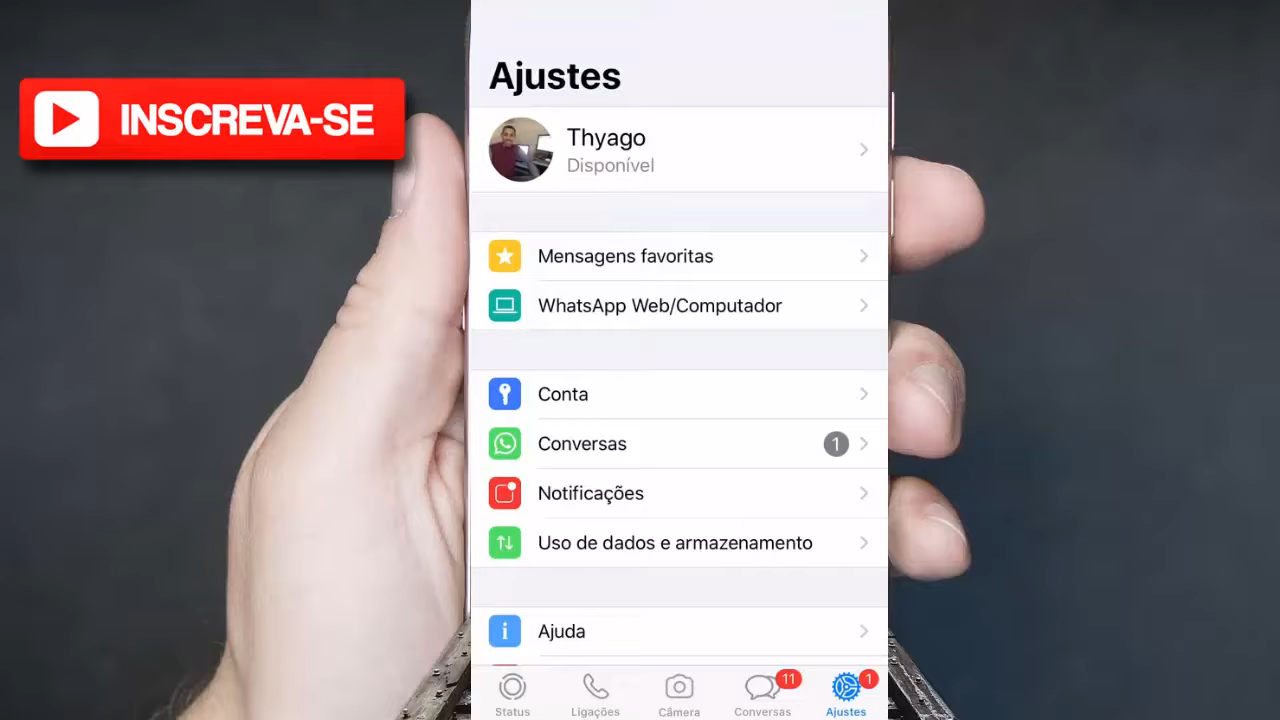 INSCREVA-SE
Ajustes
Thyago
Disponível
Mensagens favoritas
WhatsApp Web/Computador
Conta
Conversas 1
Notificações
Uso de dados e armazenamento
i Ajuda
11 1
Status Ligações Câmera Conversas Ajustes